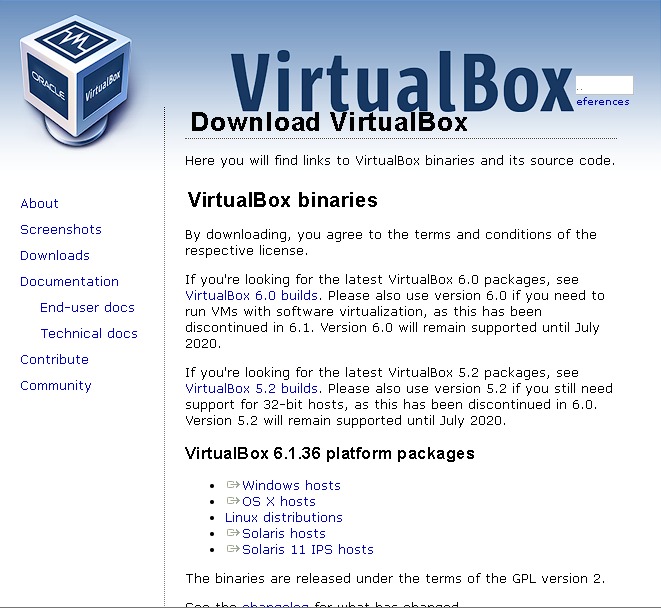 ORACLE
VirtualBox
VirtualBox
eferences
Download VirtualBox
Here you will find links to VirtualBox binaries and its source code.
About
Screenshots
Downloads
Documentation
End-user docs
Technical docs
Contribute
Community
VirtualBox binaries
By downloading, you agree to the terms and conditions of the
respective license.
If you're looking for the latest VirtualBox 6.0 packages, see
VirtualBox 6.0 builds. Please also use version 6.0 if you need to
run VMs with software virtualization, as this has been
discontinued in 6.1. Version 6.0 will remain supported until July
2020.
If you're looking for the latest VirtualBox 5.2 packages, see
VirtualBox 5.2 builds. Please also use version 5.2 if you still need
support for 32-bit hosts, as this has been discontinued in 6.0.
Version 5.2 will remain supported until July 2020.
VirtualBox 6.1.36 platform packages
Windows hosts
OS X hosts
Linux distributions
Solaris hosts
Solaris 11 IPS hosts
The binaries are released under the terms of the GPL version 2.
See the changelog for what has changed.